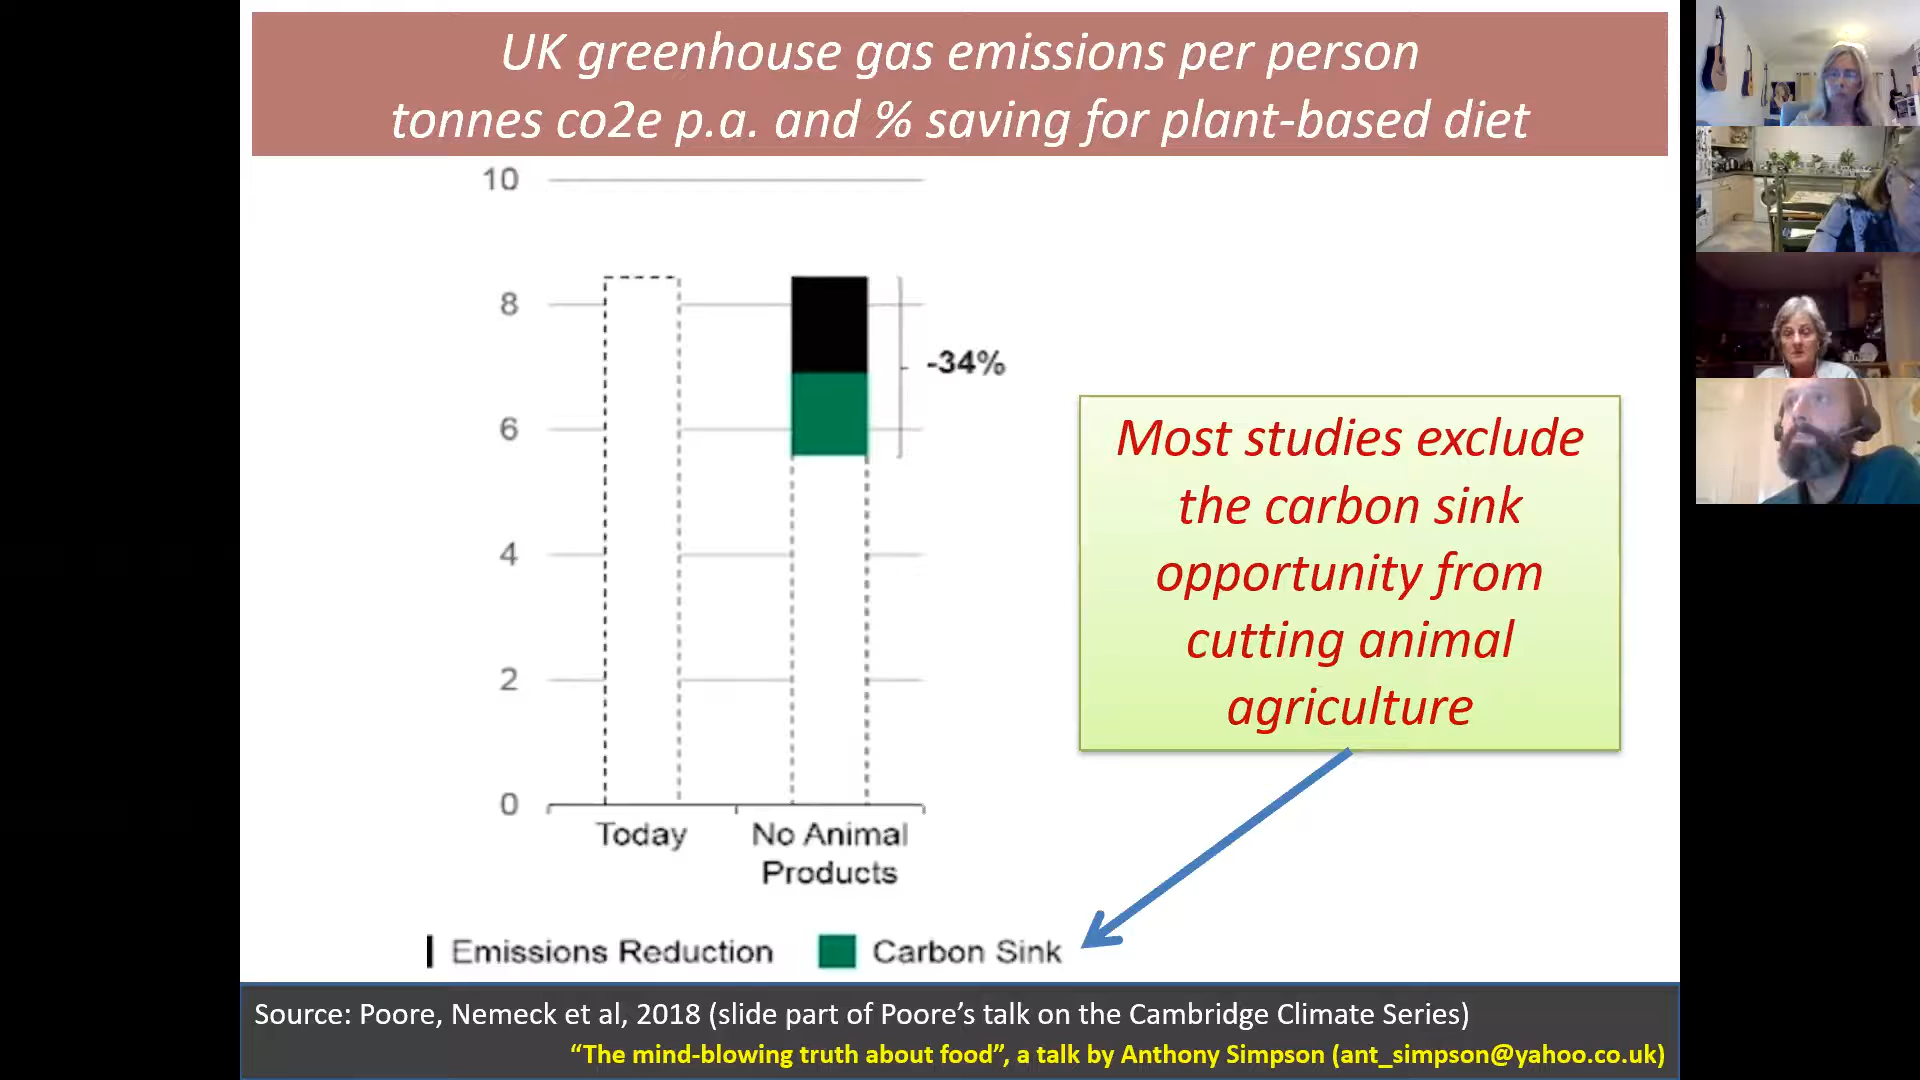 UK greenhouse gas emissions per person
tonnes co2e p.a. and % saving for plant-based diet
10
8
6
4
2
0
-34%
Today
No Animal
Products
Emissions Reduction
Carbon Sink
Most studies exclude
the carbon sink
opportunity from
cutting animal
agriculture
Source: Poore, Nemeck et al, 2018 (slide part of Poore’s talk on the Cambridge Climate Series)
“The mind-blowing truth about food”, a talk by Anthony Simpson (ant_simpson@yahoo.co.uk)